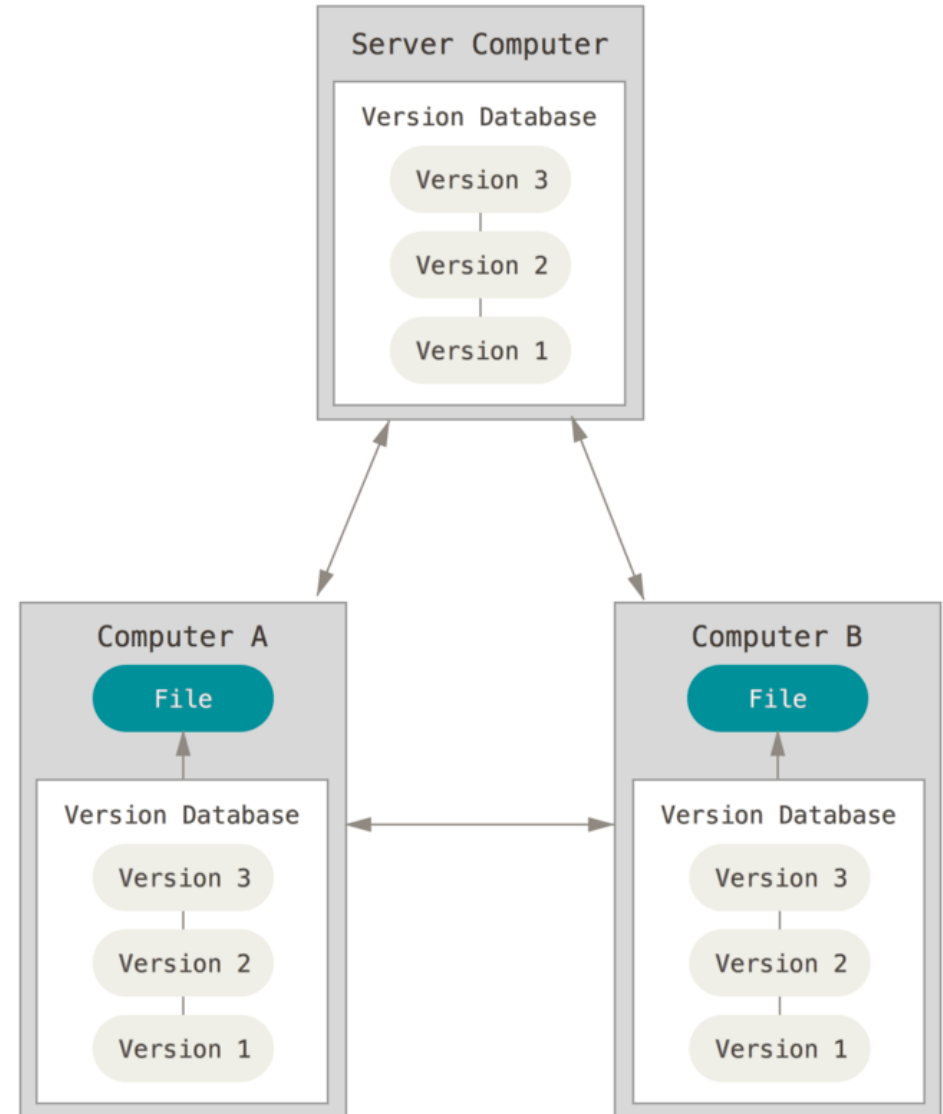 Server Computer
Version Database
Version 3
Version 2
Version 1
Computer A
File
Version Database
Version 3
Version 2
Version 1
Computer B
File
Version Database
Version 3
Version 2
Version 1